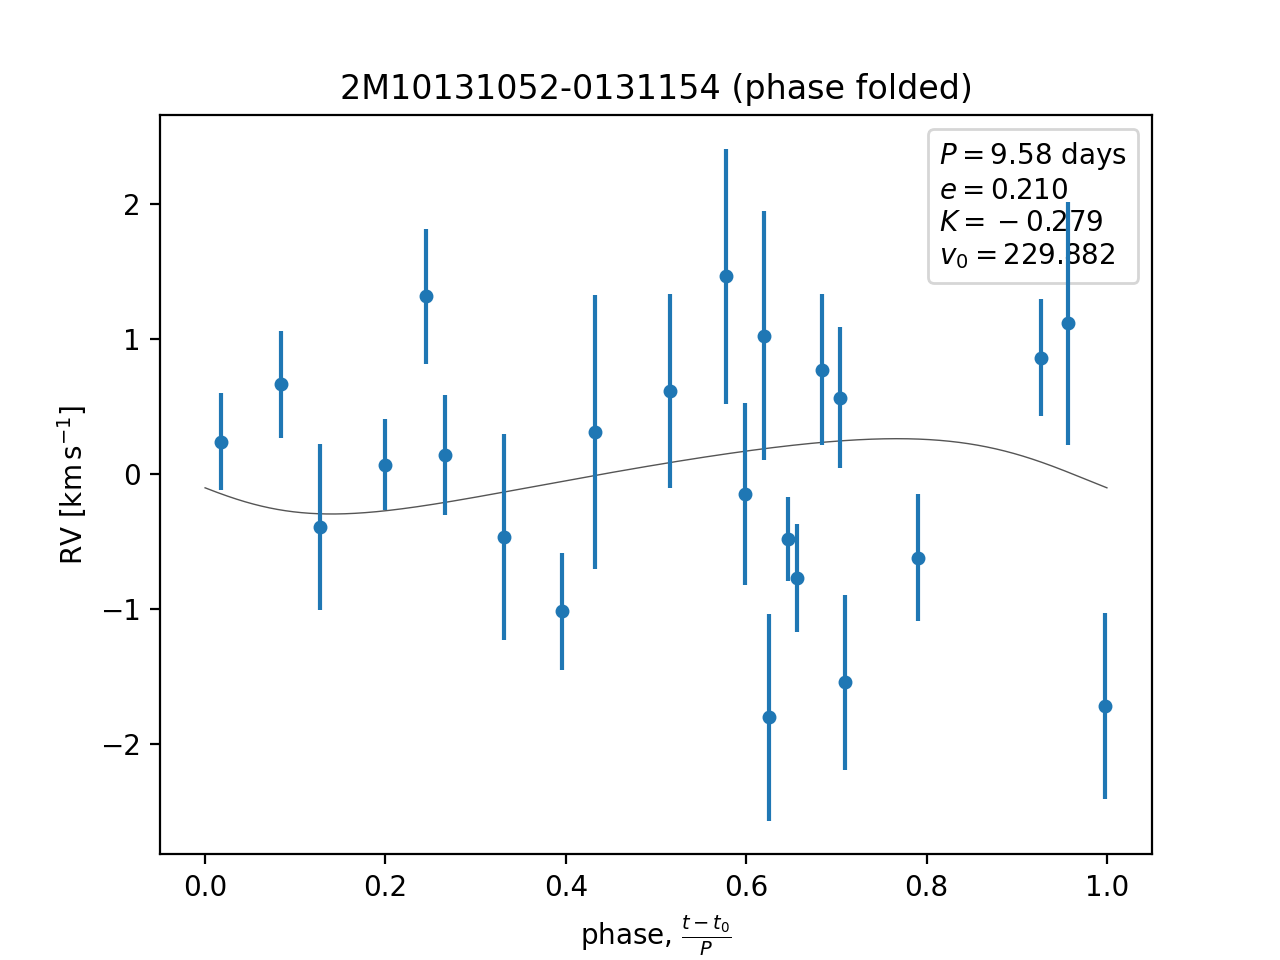 2M10131052-0131154 (phase folded)
P = 9.58 days
e = 0.210
K = −0.279
v₀ = 229.882
RV [km s⁻¹]
2
1
0
−1
−2
0.0 0.2 0.4 0.6 0.8 1.0
phase, (t − t₀)/P